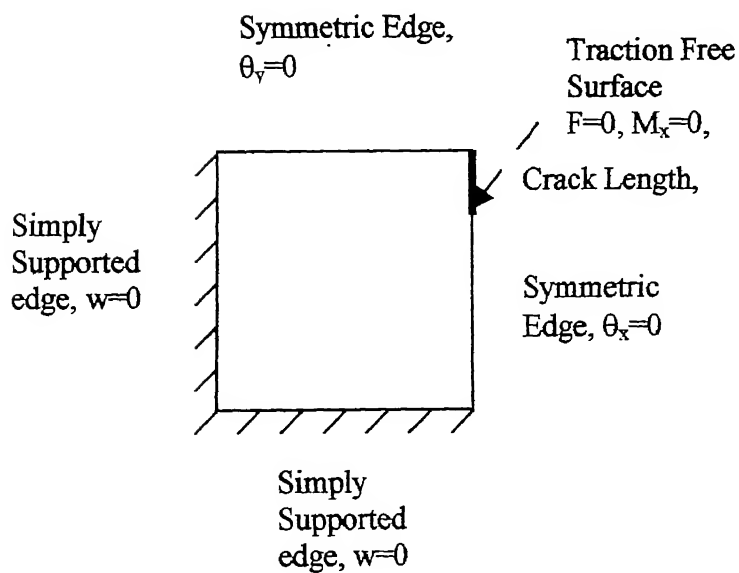 Symmetric Edge,
θy=0
Traction Free
Surface
F=0, Mx=0,
Crack Length,
Simply
Supported
edge, w=0
Symmetric
Edge, θx=0
Simply
Supported
edge, w=0